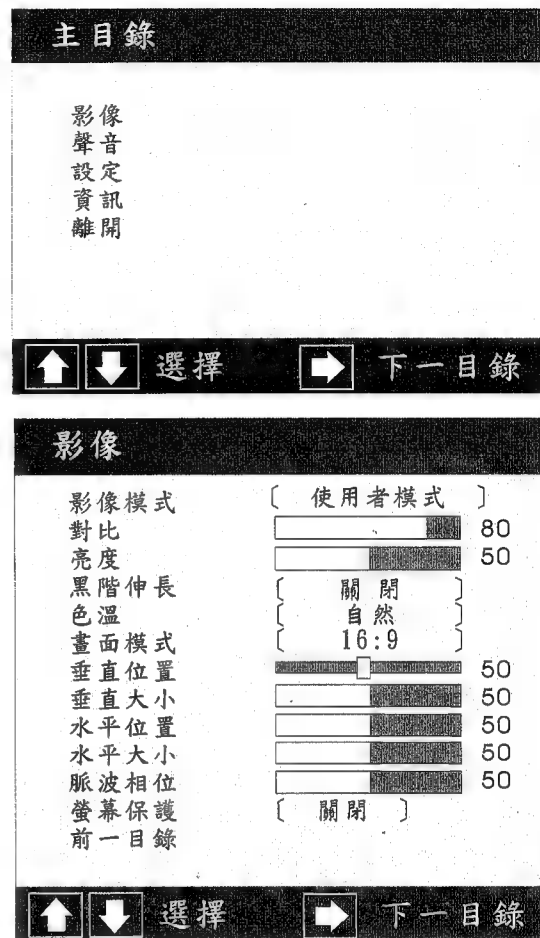 主目錄
影像
聲音
設定
資訊
離開
選擇 下一目錄
影像
影像模式 〔 使用者模式 〕
對比 80
亮度 50
黑階伸長 〔 關閉 〕
色溫 〔 自然 〕
畫面模式 〔 16:9 〕
垂直位置 50
垂直大小 50
水平位置 50
水平大小 50
脈波相位 50
螢幕保護 〔 關閉 〕
前一目錄
選擇 下一目錄